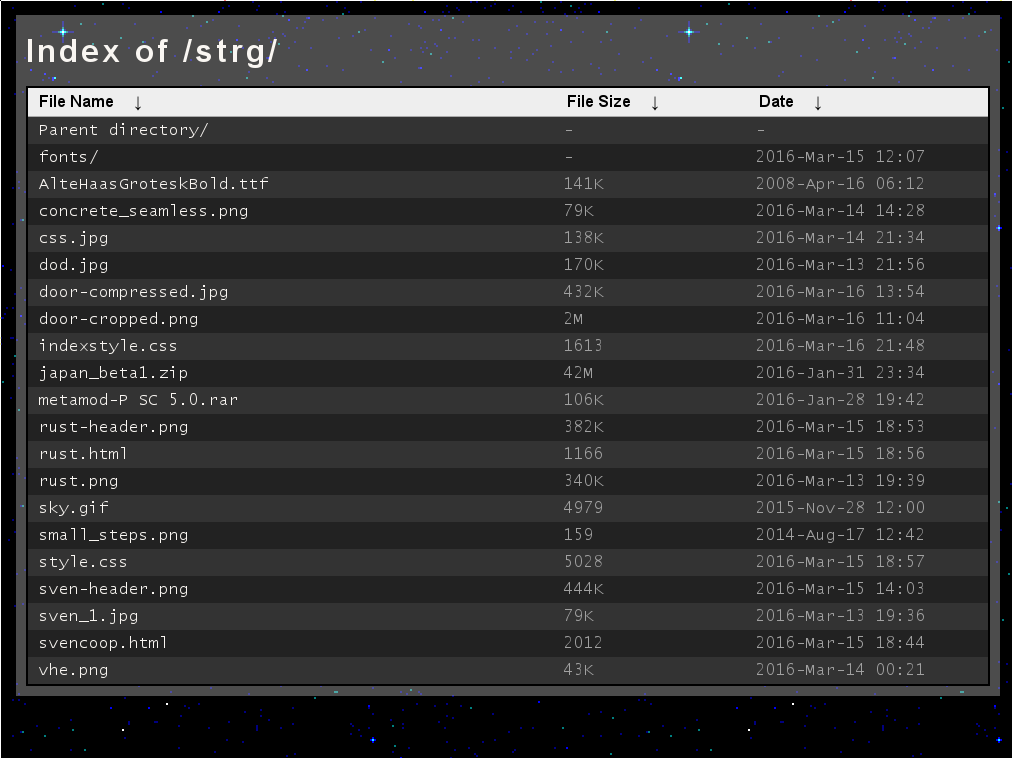 Index of /strg/
File Name ↓ File Size ↓ Date ↓
Parent directory/ - -
fonts/ - 2016-Mar-15 12:07
AlteHaasGroteskBold.ttf 141K 2008-Apr-16 06:12
concrete_seamless.png 79K 2016-Mar-14 14:28
css.jpg 138K 2016-Mar-14 21:34
dod.jpg 170K 2016-Mar-13 21:56
door-compressed.jpg 432K 2016-Mar-16 13:54
door-cropped.png 2M 2016-Mar-16 11:04
indexstyle.css 1613 2016-Mar-16 21:48
japan_beta1.zip 42M 2016-Jan-31 23:34
metamod-P SC 5.0.rar 106K 2016-Jan-28 19:42
rust-header.png 382K 2016-Mar-15 18:53
rust.html 1166 2016-Mar-15 18:56
rust.png 340K 2016-Mar-13 19:39
sky.gif 4979 2015-Nov-28 12:00
small_steps.png 159 2014-Aug-17 12:42
style.css 5028 2016-Mar-15 18:57
sven-header.png 444K 2016-Mar-15 14:03
sven_1.jpg 79K 2016-Mar-13 19:36
svencoop.html 2012 2016-Mar-15 18:44
vhe.png 43K 2016-Mar-14 00:21